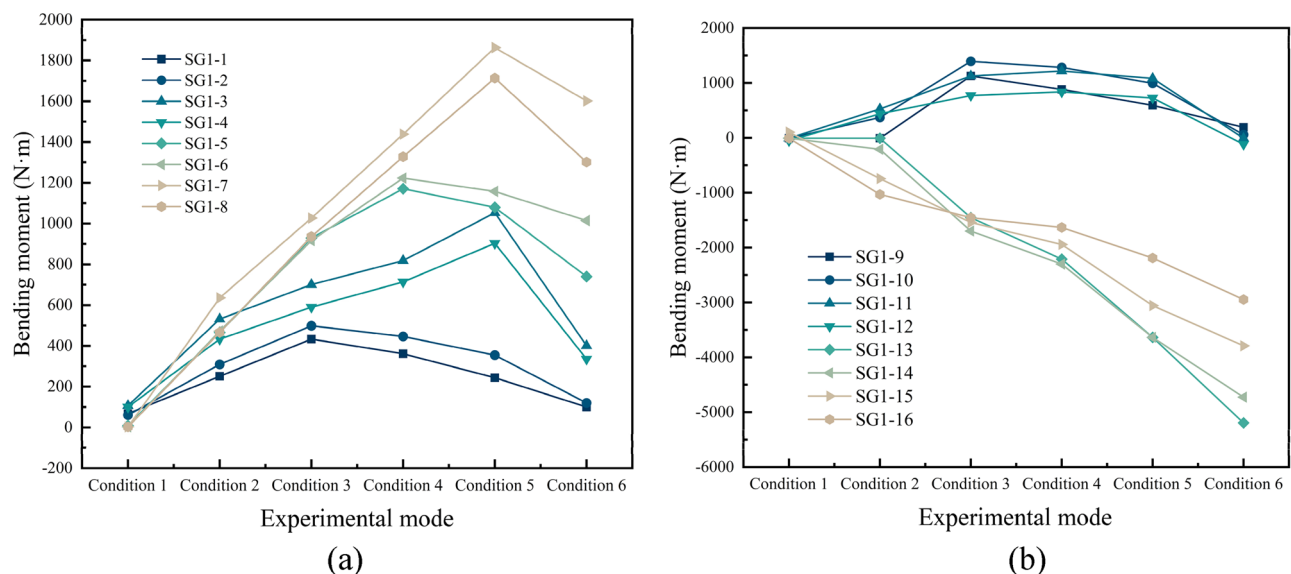 2000
1800
1600
1400
1200
1000
800
600
400
200
0
-200
Bending moment (N·m)
SG1-1
SG1-2
SG1-3
SG1-4
SG1-5
SG1-6
SG1-7
SG1-8
Condition 1 Condition 2 Condition 3 Condition 4 Condition 5 Condition 6
Experimental mode
(a)
2000
1000
0
-1000
-2000
-3000
-4000
-5000
-6000
Bending moment (N·m)
SG1-9
SG1-10
SG1-11
SG1-12
SG1-13
SG1-14
SG1-15
SG1-16
Condition 1 Condition 2 Condition 3 Condition 4 Condition 5 Condition 6
Experimental mode
(b)